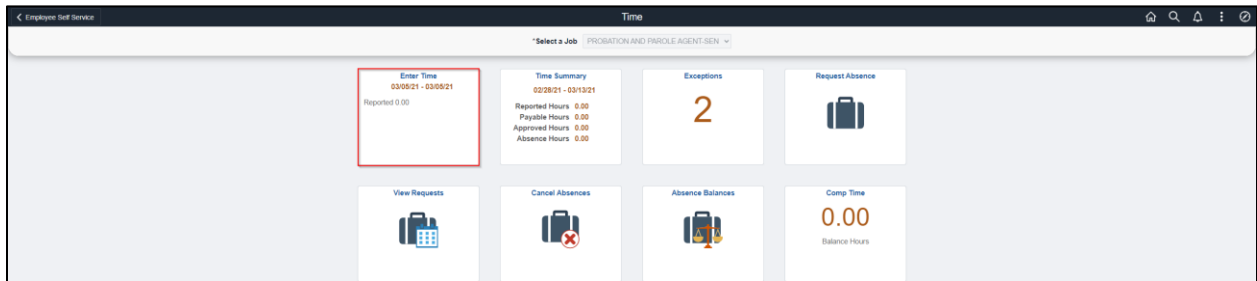 Employee Self Service
Time
*Select a Job PROBATION AND PAROLE AGENT-SEN
Enter Time
03/05/21 - 03/05/21
Reported 0.00
Time Summary
02/28/21 - 03/13/21
Reported Hours 0.00
Payable Hours 0.00
Approved Hours 0.00
Absence Hours 0.00
Exceptions
2
Request Absence
View Requests
Cancel Absences
Absence Balances
Comp Time
0.00
Balance Hours